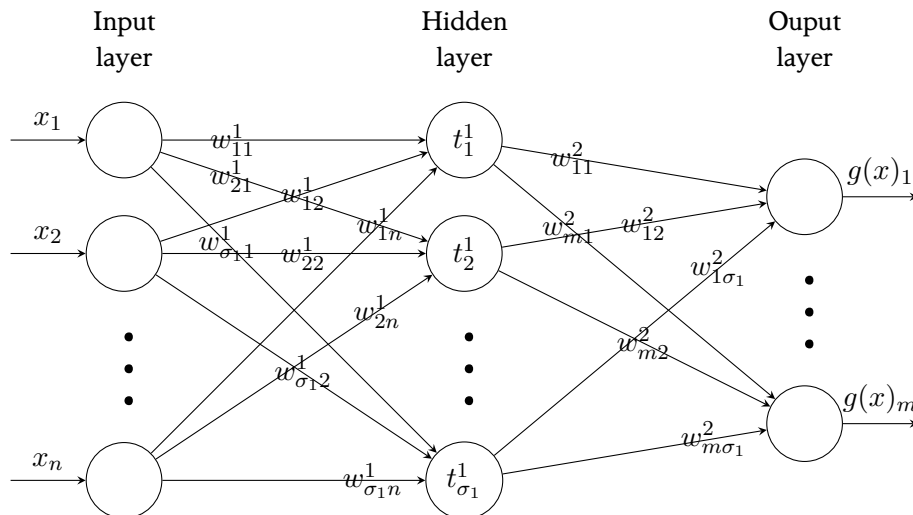 Input
layer
Hidden
layer
Ouput
layer
x_1
w^1_{11}
t^1_1
w^2_{11}
g(x)_1
w^1_{21}
w^1_{12}
w^1_{1n}
w^2_{m1}
w^2_{12}
x_2
w^1_{σ_1 1}
w^1_{22}
t^1_2
w^2_{1σ_1}
w^1_{2n}
w^2_{m2}
w^1_{σ_1 2}
g(x)_m
w^2_{mσ_1}
x_n
w^1_{σ_1 n}
t^1_{σ_1}